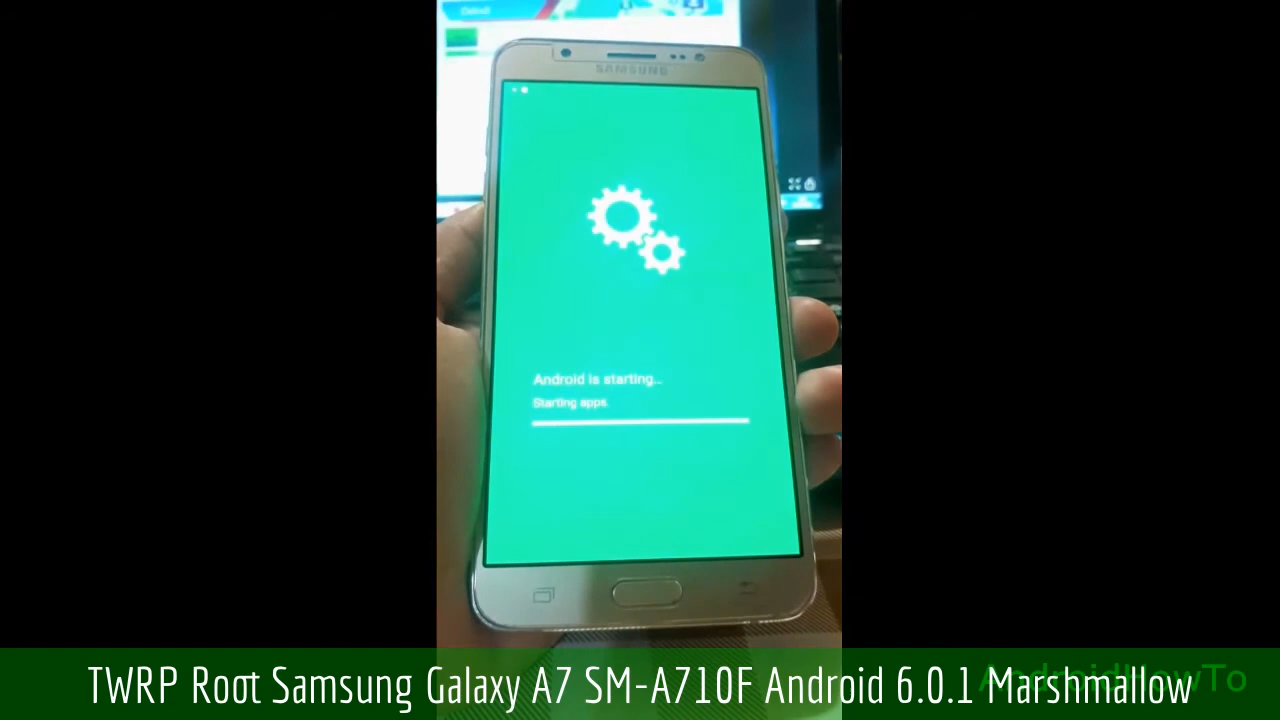 SAMSUNG
Android is starting...
Starting apps.
TWRP Root Samsung Galaxy A7 SM-A710F Android 6.0.1 Marshmallow
AndroidHowTo